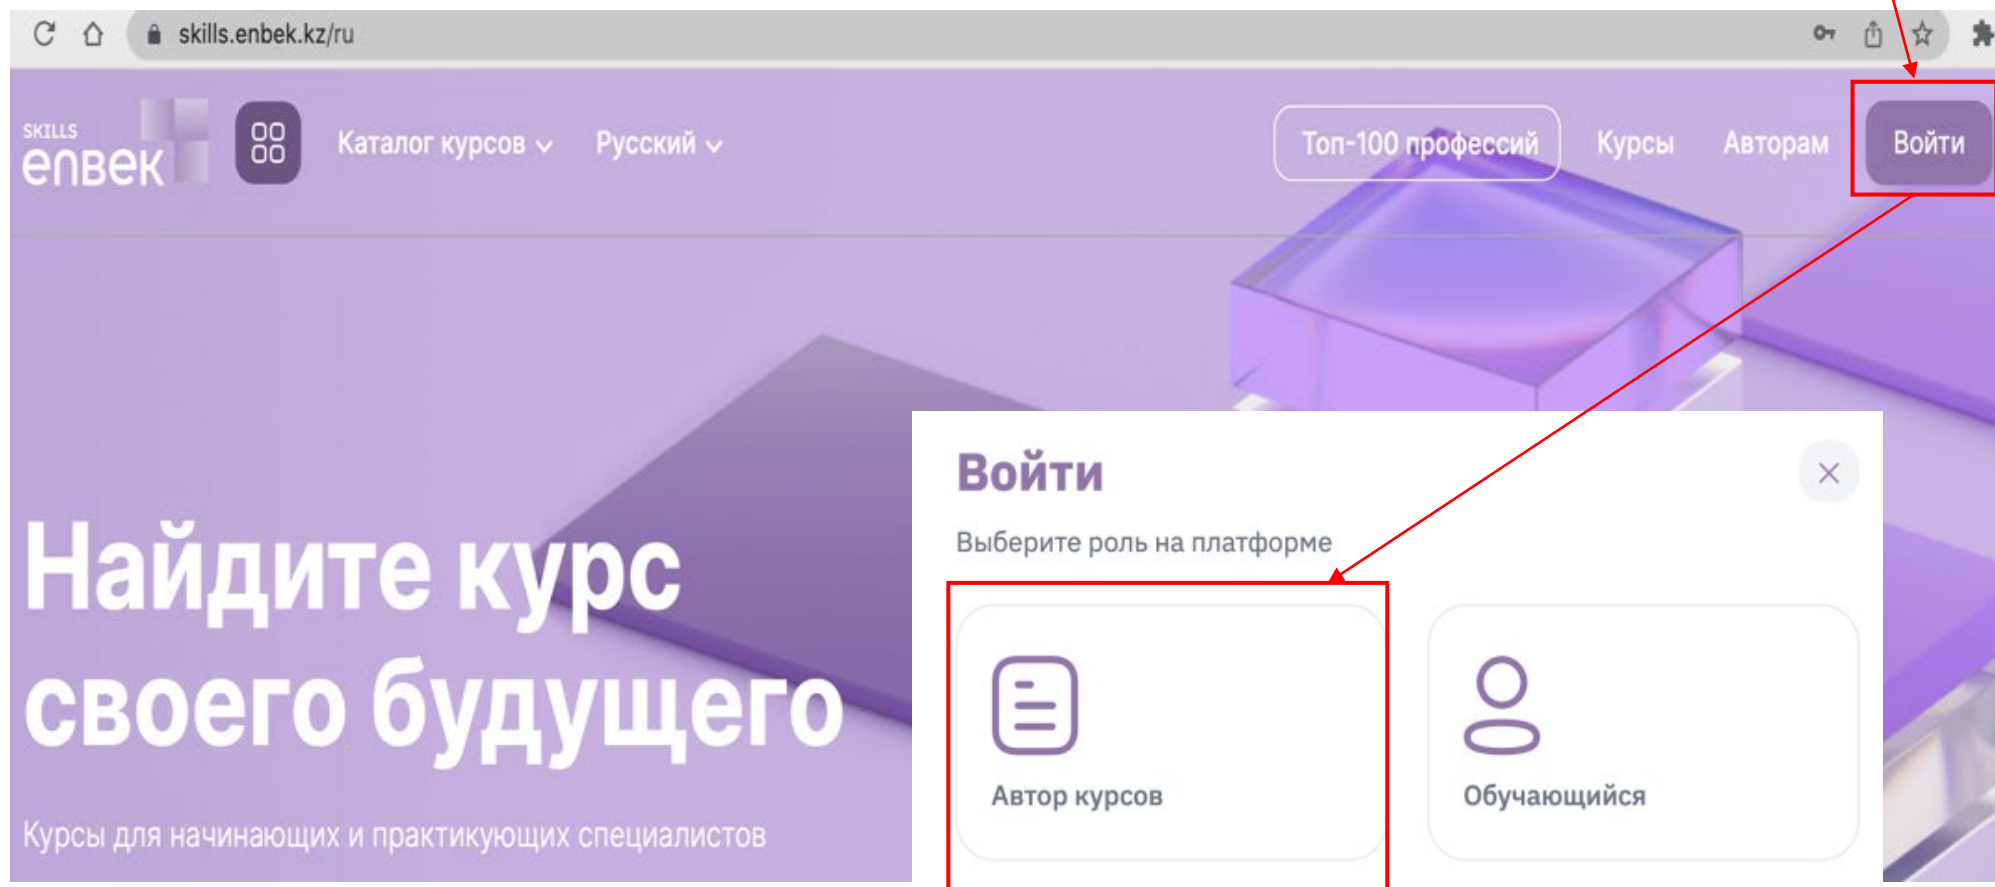 skills.enbek.kz/ru
SKILLS
enbek
Каталог курсов
Русский
Топ-100 профессий
Курсы
Авторам
Войти
Найдите курс
своего будущего
Курсы для начинающих и практикующих специалистов
Войти
Выберите роль на платформе
Автор курсов
Обучающийся